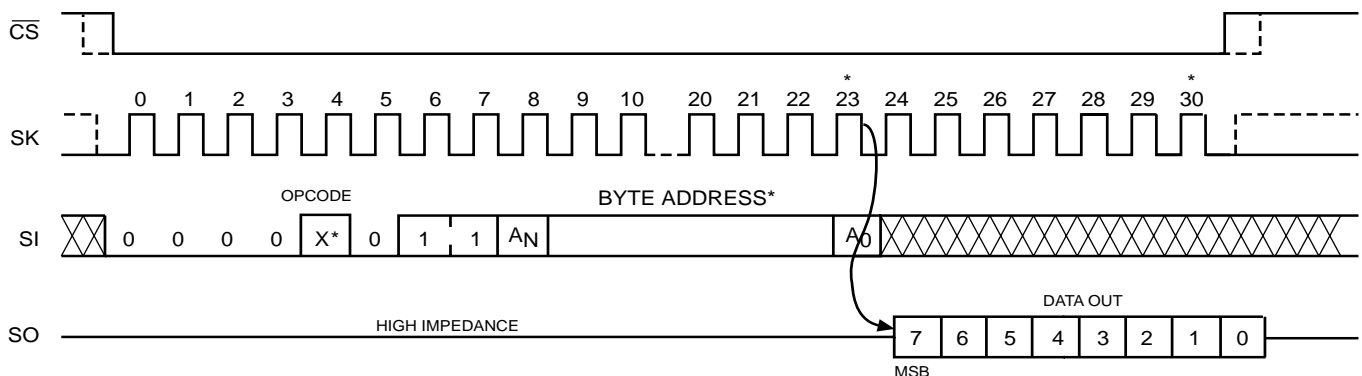 CS
* *
0 1 2 3 4 5 6 7 8 9 10 20 21 22 23 24 25 26 27 28 29 30
SK
OPCODE BYTE ADDRESS*
SI 0 0 0 0 X* 0 1 1 AN A0
DATA OUT
HIGH IMPEDANCE
SO 7 6 5 4 3 2 1 0
MSB